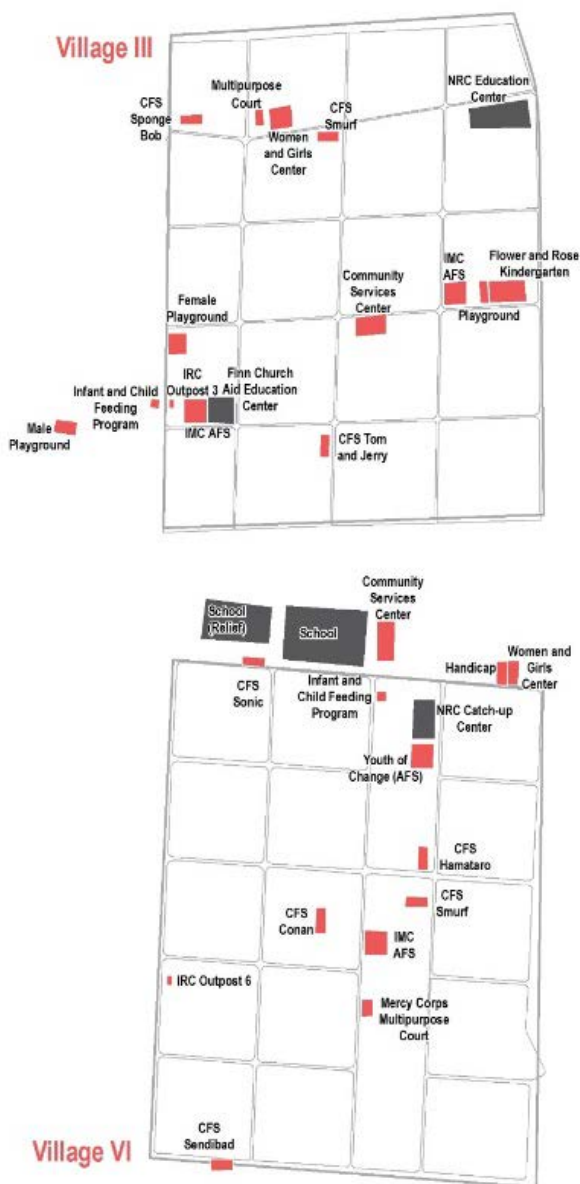 Village III
CFS
Sponge
Bob
Multipurpose
Court
Women
and Girls
Center
CFS
Smurf
NRC Education
Center
Female
Playground
Community
Services
Center
IMC
AFS
Flower and Rose
Kindergarten
Playground
Infant and Child
Feeding
Program
IRC
Outpost 3
Finn Church
Aid Education
Center
IMC AFS
Male
Playground
CFS Tom
and Jerry
School
(Relief)
School
Community
Services
Center
Handicap
Women and
Girls
Center
CFS
Sonic
Infant and
Child Feeding
Program
NRC Catch-up
Center
Youth of
Change (AFS)
CFS
Hamataro
CFS
Smurf
CFS
Conan
IMC
AFS
IRC Outpost 6
Mercy Corps
Multipurpose
Court
CFS
Sendibad
Village VI